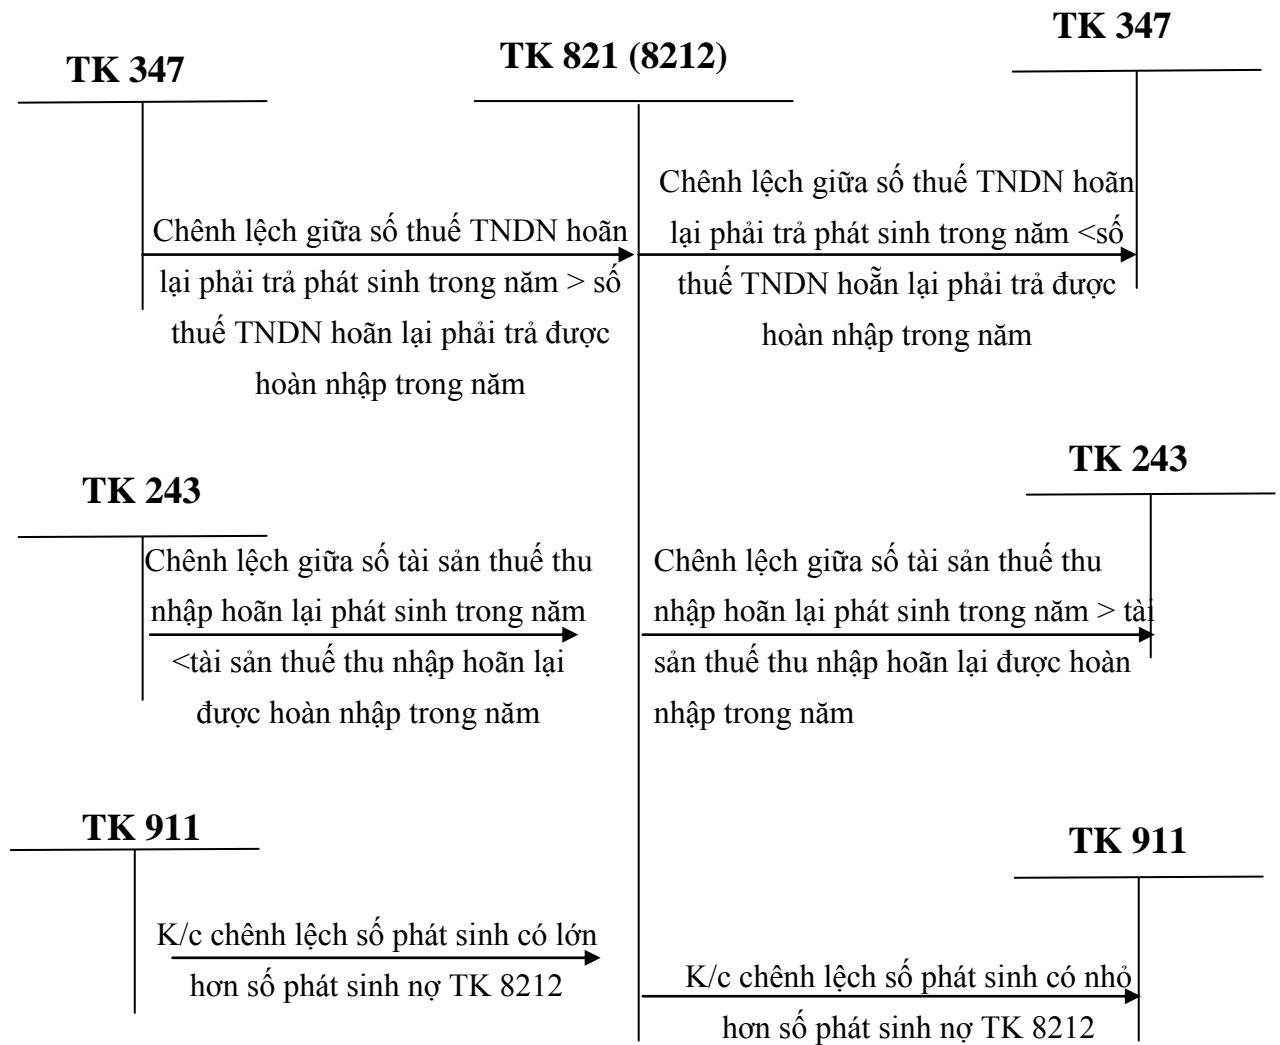 TK 347
TK 821 (8212)
TK 347
Chênh lệch giữa số thuế TNDN hoãn
lại phải trả phát sinh trong năm > số
thuế TNDN hoãn lại phải trả được
hoàn nhập trong năm
Chênh lệch giữa số thuế TNDN hoãn
lại phải trả phát sinh trong năm <số
thuế TNDN hoẵn lại phải trả được
hoàn nhập trong năm
TK 243
TK 243
Chênh lệch giữa số tài sản thuế thu
nhập hoãn lại phát sinh trong năm
<tài sản thuế thu nhập hoãn lại
được hoàn nhập trong năm
Chênh lệch giữa số tài sản thuế thu
nhập hoãn lại phát sinh trong năm > tài
sản thuế thu nhập hoãn lại được hoàn
nhập trong năm
TK 911
TK 911
K/c chênh lệch số phát sinh có lớn
hơn số phát sinh nợ TK 8212
K/c chênh lệch số phát sinh có nhỏ
hơn số phát sinh nợ TK 8212